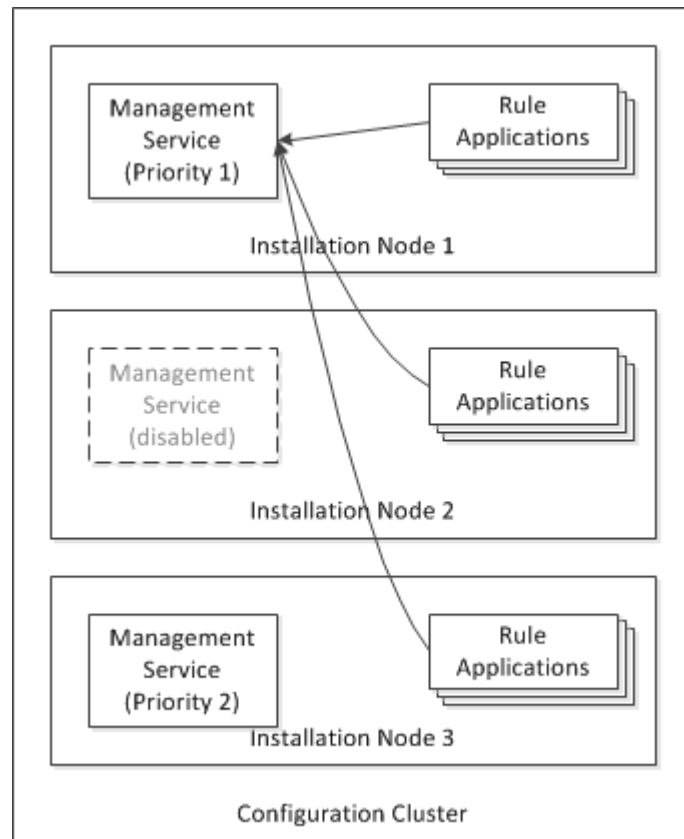 Management
Service
(Priority 1)
Rule
Applications
Installation Node 1
Management
Service
(disabled)
Rule
Applications
Installation Node 2
Management
Service
(Priority 2)
Rule
Applications
Installation Node 3
Configuration Cluster